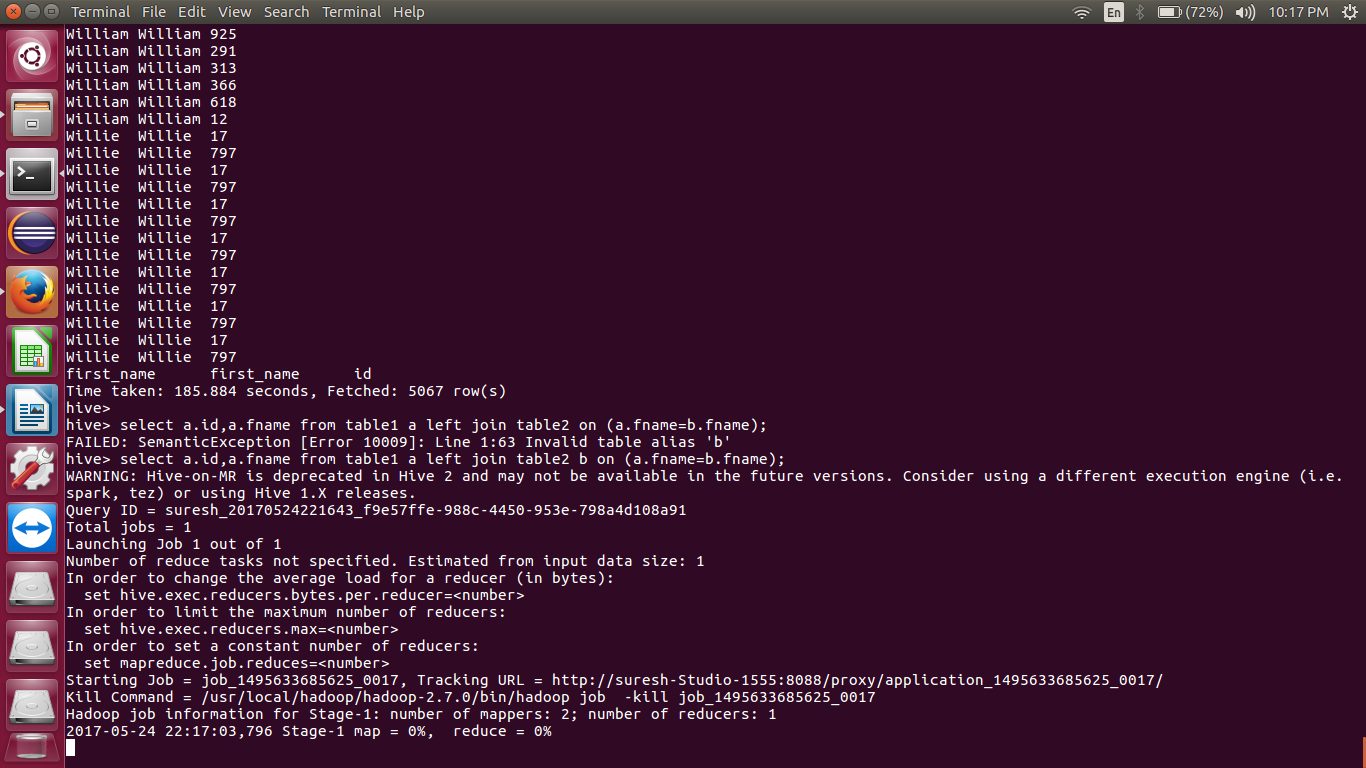 Terminal File Edit View Search Terminal Help En (72%) 10:17 PM
William William 925
William William 291
William William 313
William William 366
William William 618
William William 12
Willie  Willie  17
Willie  Willie  797
Willie  Willie  17
Willie  Willie  797
Willie  Willie  17
Willie  Willie  797
Willie  Willie  17
Willie  Willie  797
Willie  Willie  17
Willie  Willie  797
Willie  Willie  17
Willie  Willie  797
Willie  Willie  17
Willie  Willie  797
first_name      first_name      id
Time taken: 185.884 seconds, Fetched: 5067 row(s)
hive>
hive> select a.id,a.fname from table1 a left join table2 on (a.fname=b.fname);
FAILED: SemanticException [Error 10009]: Line 1:63 Invalid table alias 'b'
hive> select a.id,a.fname from table1 a left join table2 b on (a.fname=b.fname);
WARNING: Hive-on-MR is deprecated in Hive 2 and may not be available in the future versions. Consider using a different execution engine (i.e.
spark, tez) or using Hive 1.X releases.
Query ID = suresh_20170524221643_f9e57ffe-988c-4450-953e-798a4d108a91
Total jobs = 1
Launching Job 1 out of 1
Number of reduce tasks not specified. Estimated from input data size: 1
In order to change the average load for a reducer (in bytes):
  set hive.exec.reducers.bytes.per.reducer=<number>
In order to limit the maximum number of reducers:
  set hive.exec.reducers.max=<number>
In order to set a constant number of reducers:
  set mapreduce.job.reduces=<number>
Starting Job = job_1495633685625_0017, Tracking URL = http://suresh-Studio-1555:8088/proxy/application_1495633685625_0017/
Kill Command = /usr/local/hadoop/hadoop-2.7.0/bin/hadoop job  -kill job_1495633685625_0017
Hadoop job information for Stage-1: number of mappers: 2; number of reducers: 1
2017-05-24 22:17:03,796 Stage-1 map = 0%,  reduce = 0%